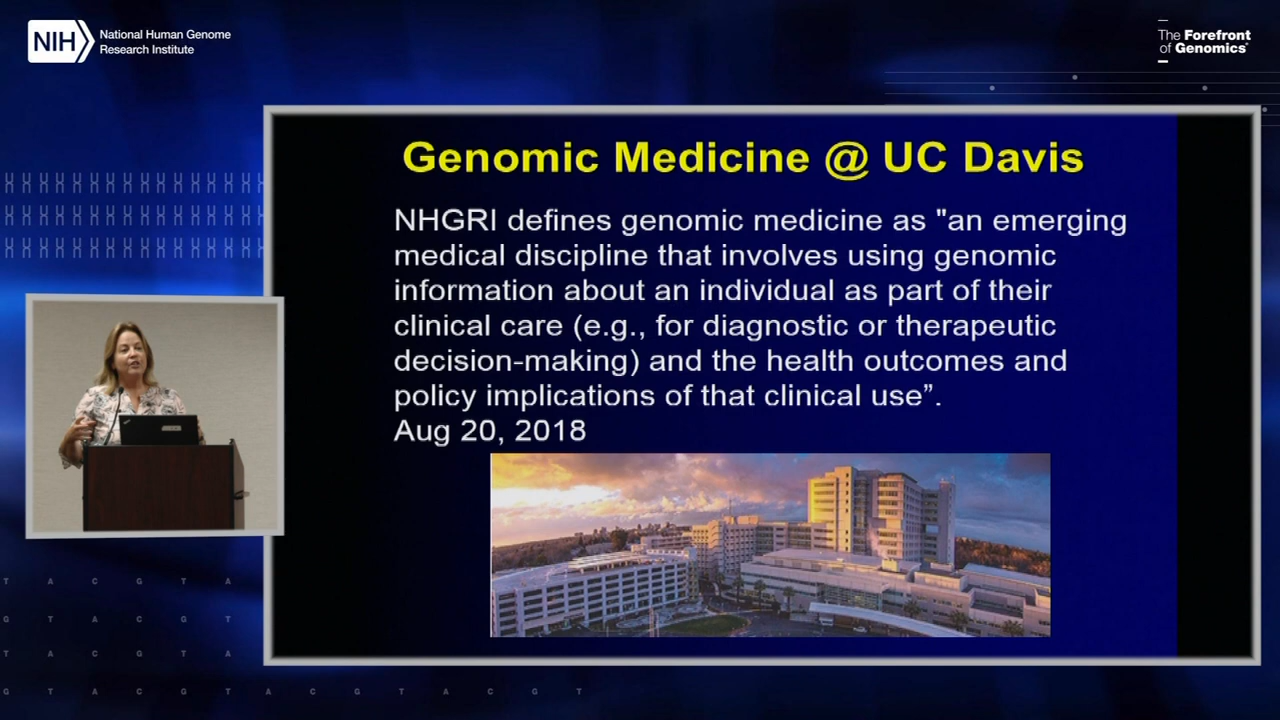 NIH
National Human Genome
Research Institute
The Forefront
of Genomics
Genomic Medicine @ UC Davis
NHGRI defines genomic medicine as "an emerging
medical discipline that involves using genomic
information about an individual as part of their
clinical care (e.g., for diagnostic or therapeutic
decision-making) and the health outcomes and
policy implications of that clinical use”.
Aug 20, 2018
T A C G T A
G T A C G T A
T A C G T A
G T A C G T A C G T A C G T